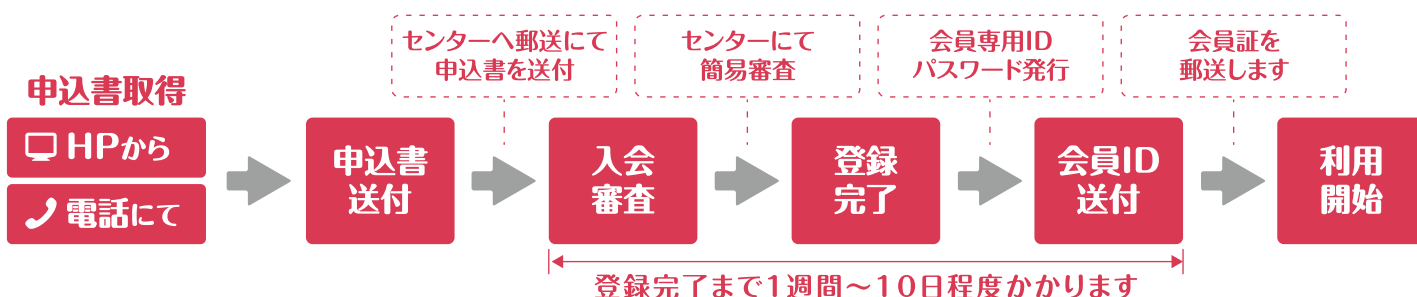 申込書取得
HPから
電話にて
申込書
送付
センターへ郵送にて
申込書を送付
入会
審査
センターにて
簡易審査
登録
完了
会員専用ID
パスワード発行
会員ID
送付
会員証を
郵送します
利用
開始
登録完了まで1週間～10日程度かかります